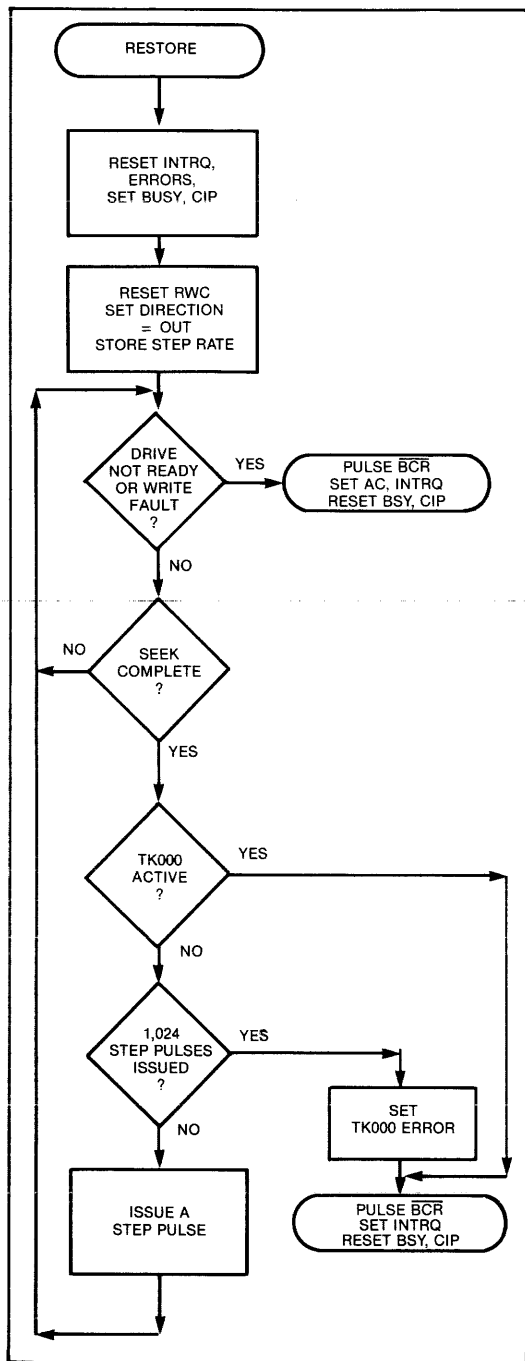 RESTORE
RESET INTRQ,
ERRORS,
SET BUSY, CIP
RESET RWC
SET DIRECTION
= OUT
STORE STEP RATE
DRIVE
NOT READY
OR WRITE
FAULT
?
YES
PULSE B̅C̅R̅
SET AC, INTRQ
RESET BSY, CIP
NO
SEEK
COMPLETE
?
NO
YES
TK000
ACTIVE
?
YES
NO
1,024
STEP PULSES
ISSUED
?
YES
SET
TK000 ERROR
NO
ISSUE A
STEP PULSE
PULSE B̅C̅R̅
SET INTRQ
RESET BSY, CIP